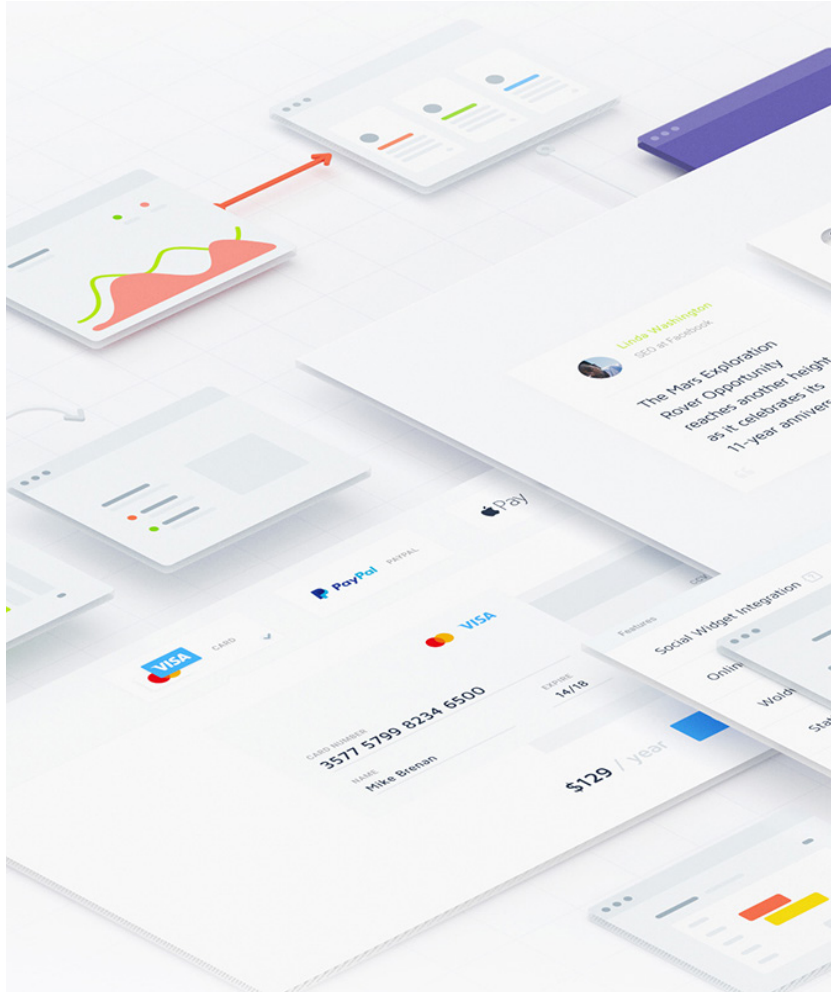 Linda Washington
SEO at Facebook
The Mars Exploration
Rover Opportunity
reaches another height
as it celebrates its
11-year
Pay
PayPal
PAYPAL
VISA
CARD
VISA
CARD NUMBER
3577 5799 8234 6500
EXPIRE
14/18
NAME
Mike Brenan
$129 / year
Features
Social Widget Integration
?